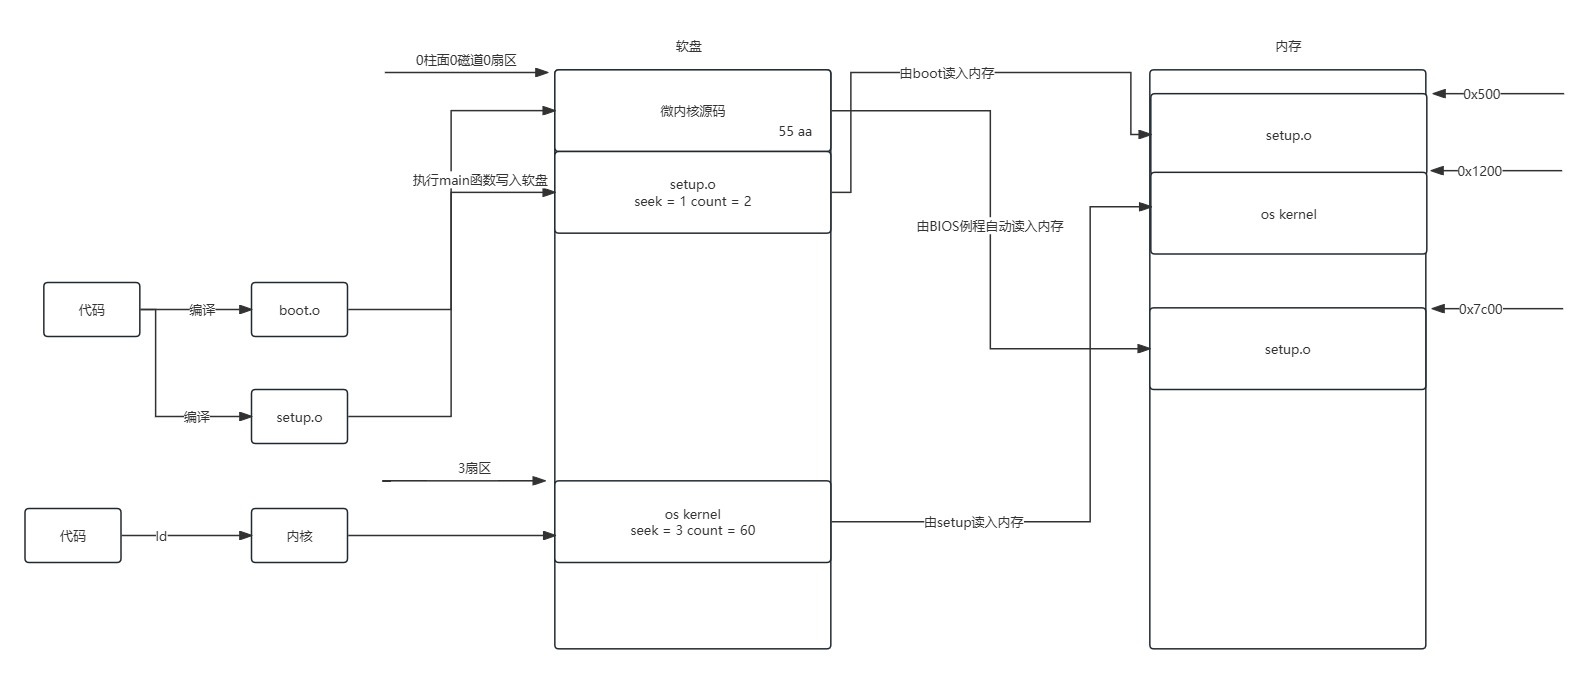 软盘
内存
0柱面0磁道0扇区
由boot读入内存
0x500
微内核源码
55 aa
setup.o
0x1200
执行main函数写入软盘
setup.o
seek = 1 count = 2
os kernel
由BIOS例程自动读入内存
代码
编译
boot.o
0x7c00
setup.o
编译
setup.o
3扇区
os kernel
seek = 3 count = 60
由setup读入内存
代码
ld
内核